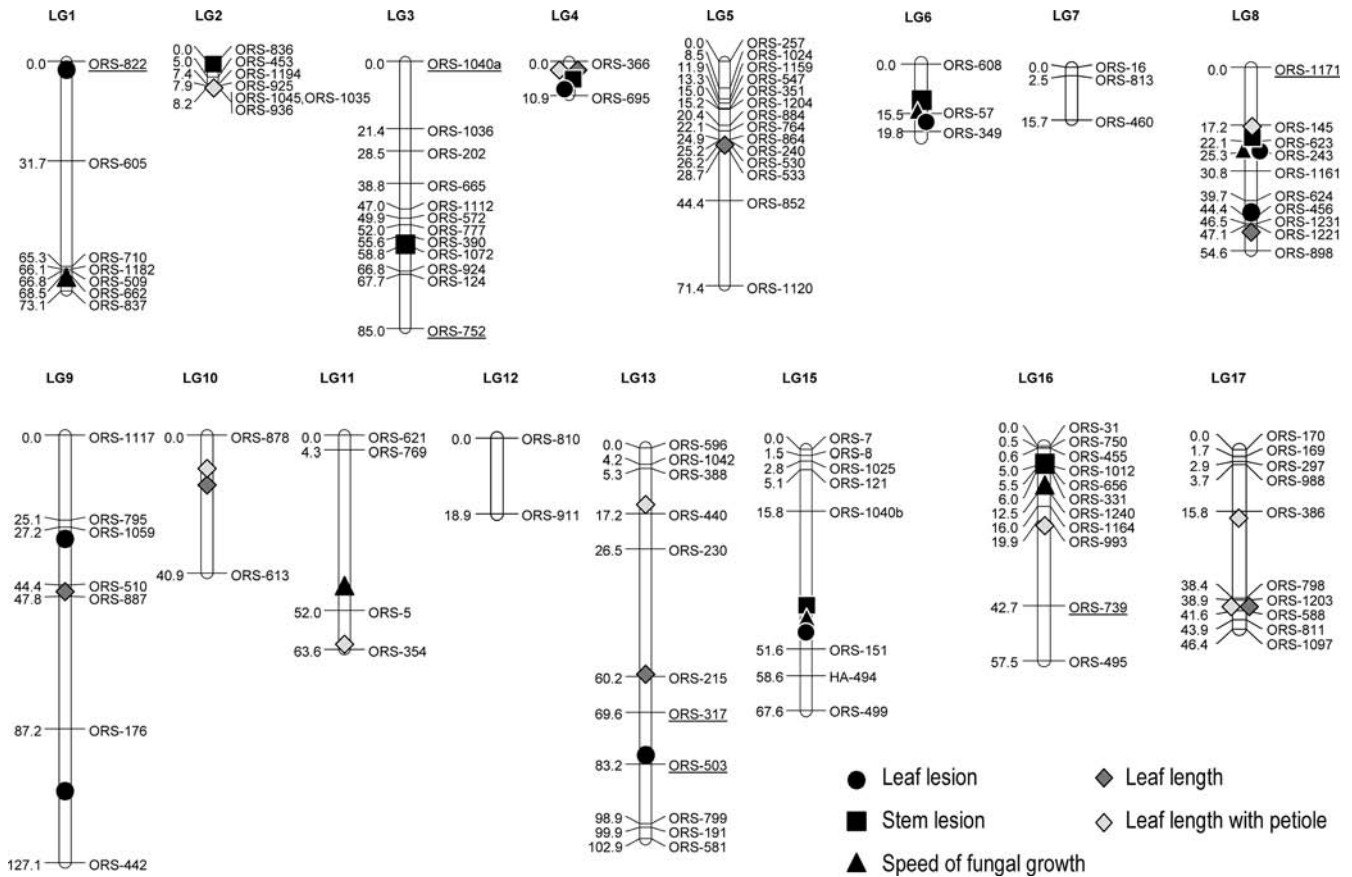 LG1 LG2 LG3 LG4 LG5 LG6 LG7 LG8
0.0 ORS-822
31.7 ORS-605
65.3 ORS-710
66.1 ORS-1182
66.8 ORS-509
68.5 ORS-662
73.1 ORS-837
0.0 ORS-836
5.0 ORS-453
7.4 ORS-1194
7.9 ORS-925
8.2 ORS-1045,ORS-1035
ORS-936
0.0 ORS-1040a
21.4 ORS-1036
28.5 ORS-202
38.8 ORS-665
47.0 ORS-1112
49.9 ORS-572
52.0 ORS-777
55.6 ORS-390
58.8 ORS-1072
66.8 ORS-924
67.7 ORS-124
85.0 ORS-752
0.0 ORS-366
10.9 ORS-695
0.0 ORS-257
8.5 ORS-1024
11.9 ORS-1159
13.3 ORS-547
15.0 ORS-351
15.2 ORS-1204
20.4 ORS-884
22.1 ORS-764
24.9 ORS-864
25.2 ORS-240
26.2 ORS-530
28.7 ORS-533
44.4 ORS-852
71.4 ORS-1120
0.0 ORS-608
15.5 ORS-57
19.8 ORS-349
0.0 ORS-16
2.5 ORS-813
15.7 ORS-460
0.0 ORS-1171
17.2 ORS-145
22.1 ORS-623
25.3 ORS-243
30.8 ORS-1161
39.7 ORS-624
44.4 ORS-456
46.5 ORS-1231
47.1 ORS-1221
54.6 ORS-898
LG9 LG10 LG11 LG12 LG13 LG15 LG16 LG17
0.0 ORS-1117
25.1 ORS-795
27.2 ORS-1059
44.4 ORS-510
47.8 ORS-887
87.2 ORS-176
127.1 ORS-442
0.0 ORS-878
40.9 ORS-613
0.0 ORS-621
4.3 ORS-769
52.0 ORS-5
63.6 ORS-354
0.0 ORS-810
18.9 ORS-911
0.0 ORS-596
4.2 ORS-1042
5.3 ORS-388
17.2 ORS-440
26.5 ORS-230
60.2 ORS-215
69.6 ORS-317
83.2 ORS-503
98.9 ORS-799
99.9 ORS-191
102.9 ORS-581
0.0 ORS-7
1.5 ORS-8
2.8 ORS-1025
5.1 ORS-121
15.8 ORS-1040b
51.6 ORS-151
58.6 HA-494
67.6 ORS-499
0.0 ORS-31
0.5 ORS-750
0.6 ORS-455
5.0 ORS-1012
5.5 ORS-656
6.0 ORS-331
12.5 ORS-1240
16.0 ORS-1164
19.9 ORS-993
42.7 ORS-739
57.5 ORS-495
0.0 ORS-170
1.7 ORS-169
2.9 ORS-297
3.7 ORS-988
15.8 ORS-386
38.4 ORS-798
38.9 ORS-1203
41.6 ORS-588
43.9 ORS-811
46.4 ORS-1097
Leaf lesion
Stem lesion
Speed of fungal growth
Leaf length
Leaf length with petiole